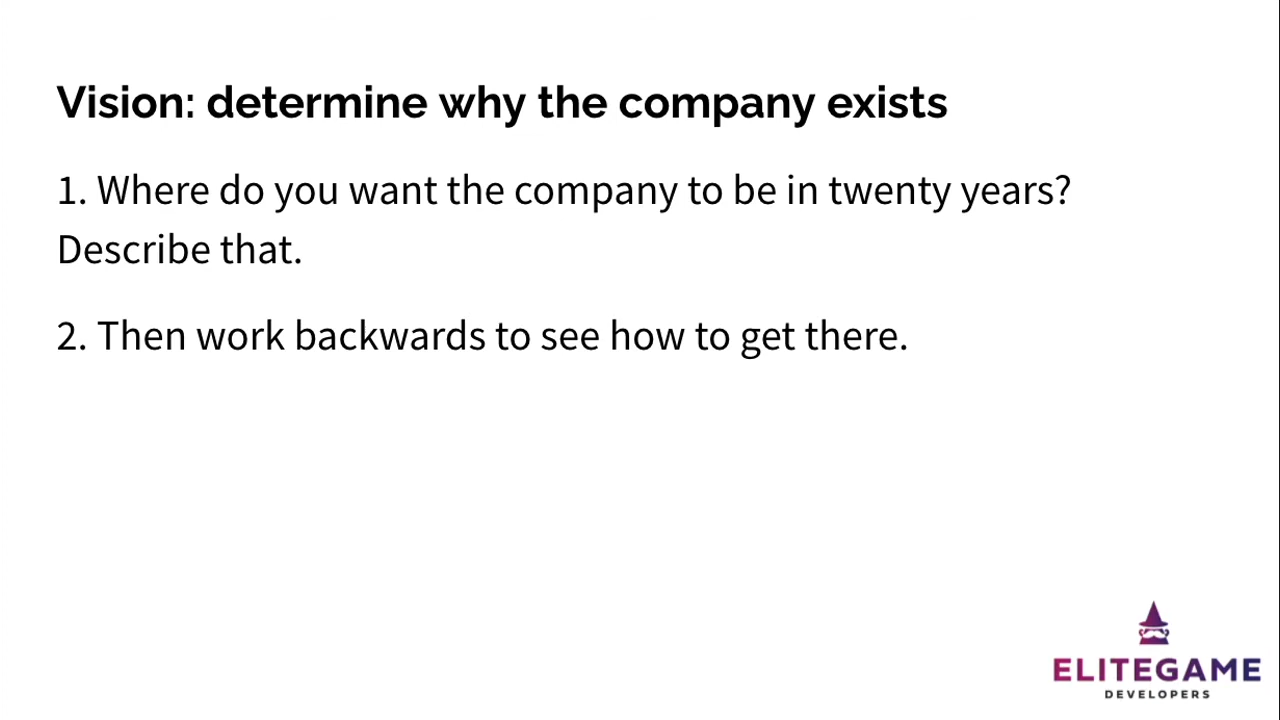 Vision: determine why the company exists
1. Where do you want the company to be in twenty years?
Describe that.
2. Then work backwards to see how to get there.
ELITEGAME
DEVELOPERS